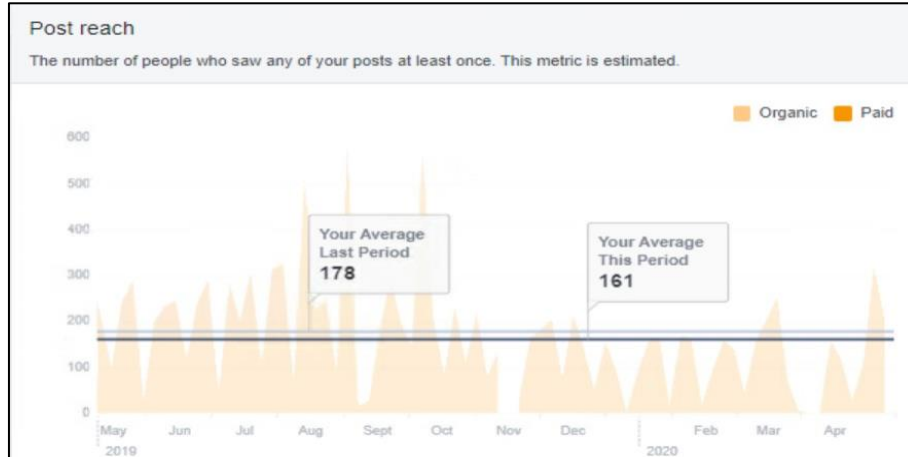 Post reach
The number of people who saw any of your posts at least once. This metric is estimated.
Organic Paid
600
500
400
300
200
100
0
Your Average
Last Period
178
Your Average
This Period
161
May Jun Jul Aug Sept Oct Nov Dec Feb Mar Apr
2019 2020